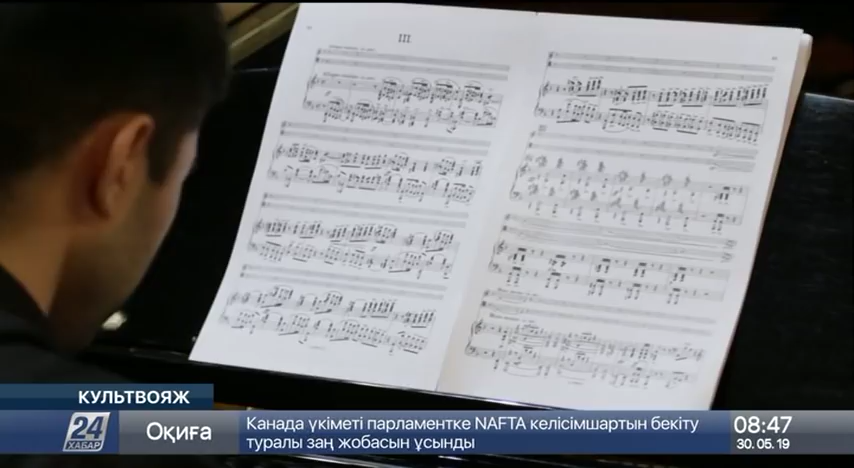 III.
КУЛЬТВОЯЖ
24
ХАБАР
Оқиға
Канада үкіметі парламентке NAFTA келісімшартын бекіту
туралы заң жобасын ұсынды
08:47
30.05.19